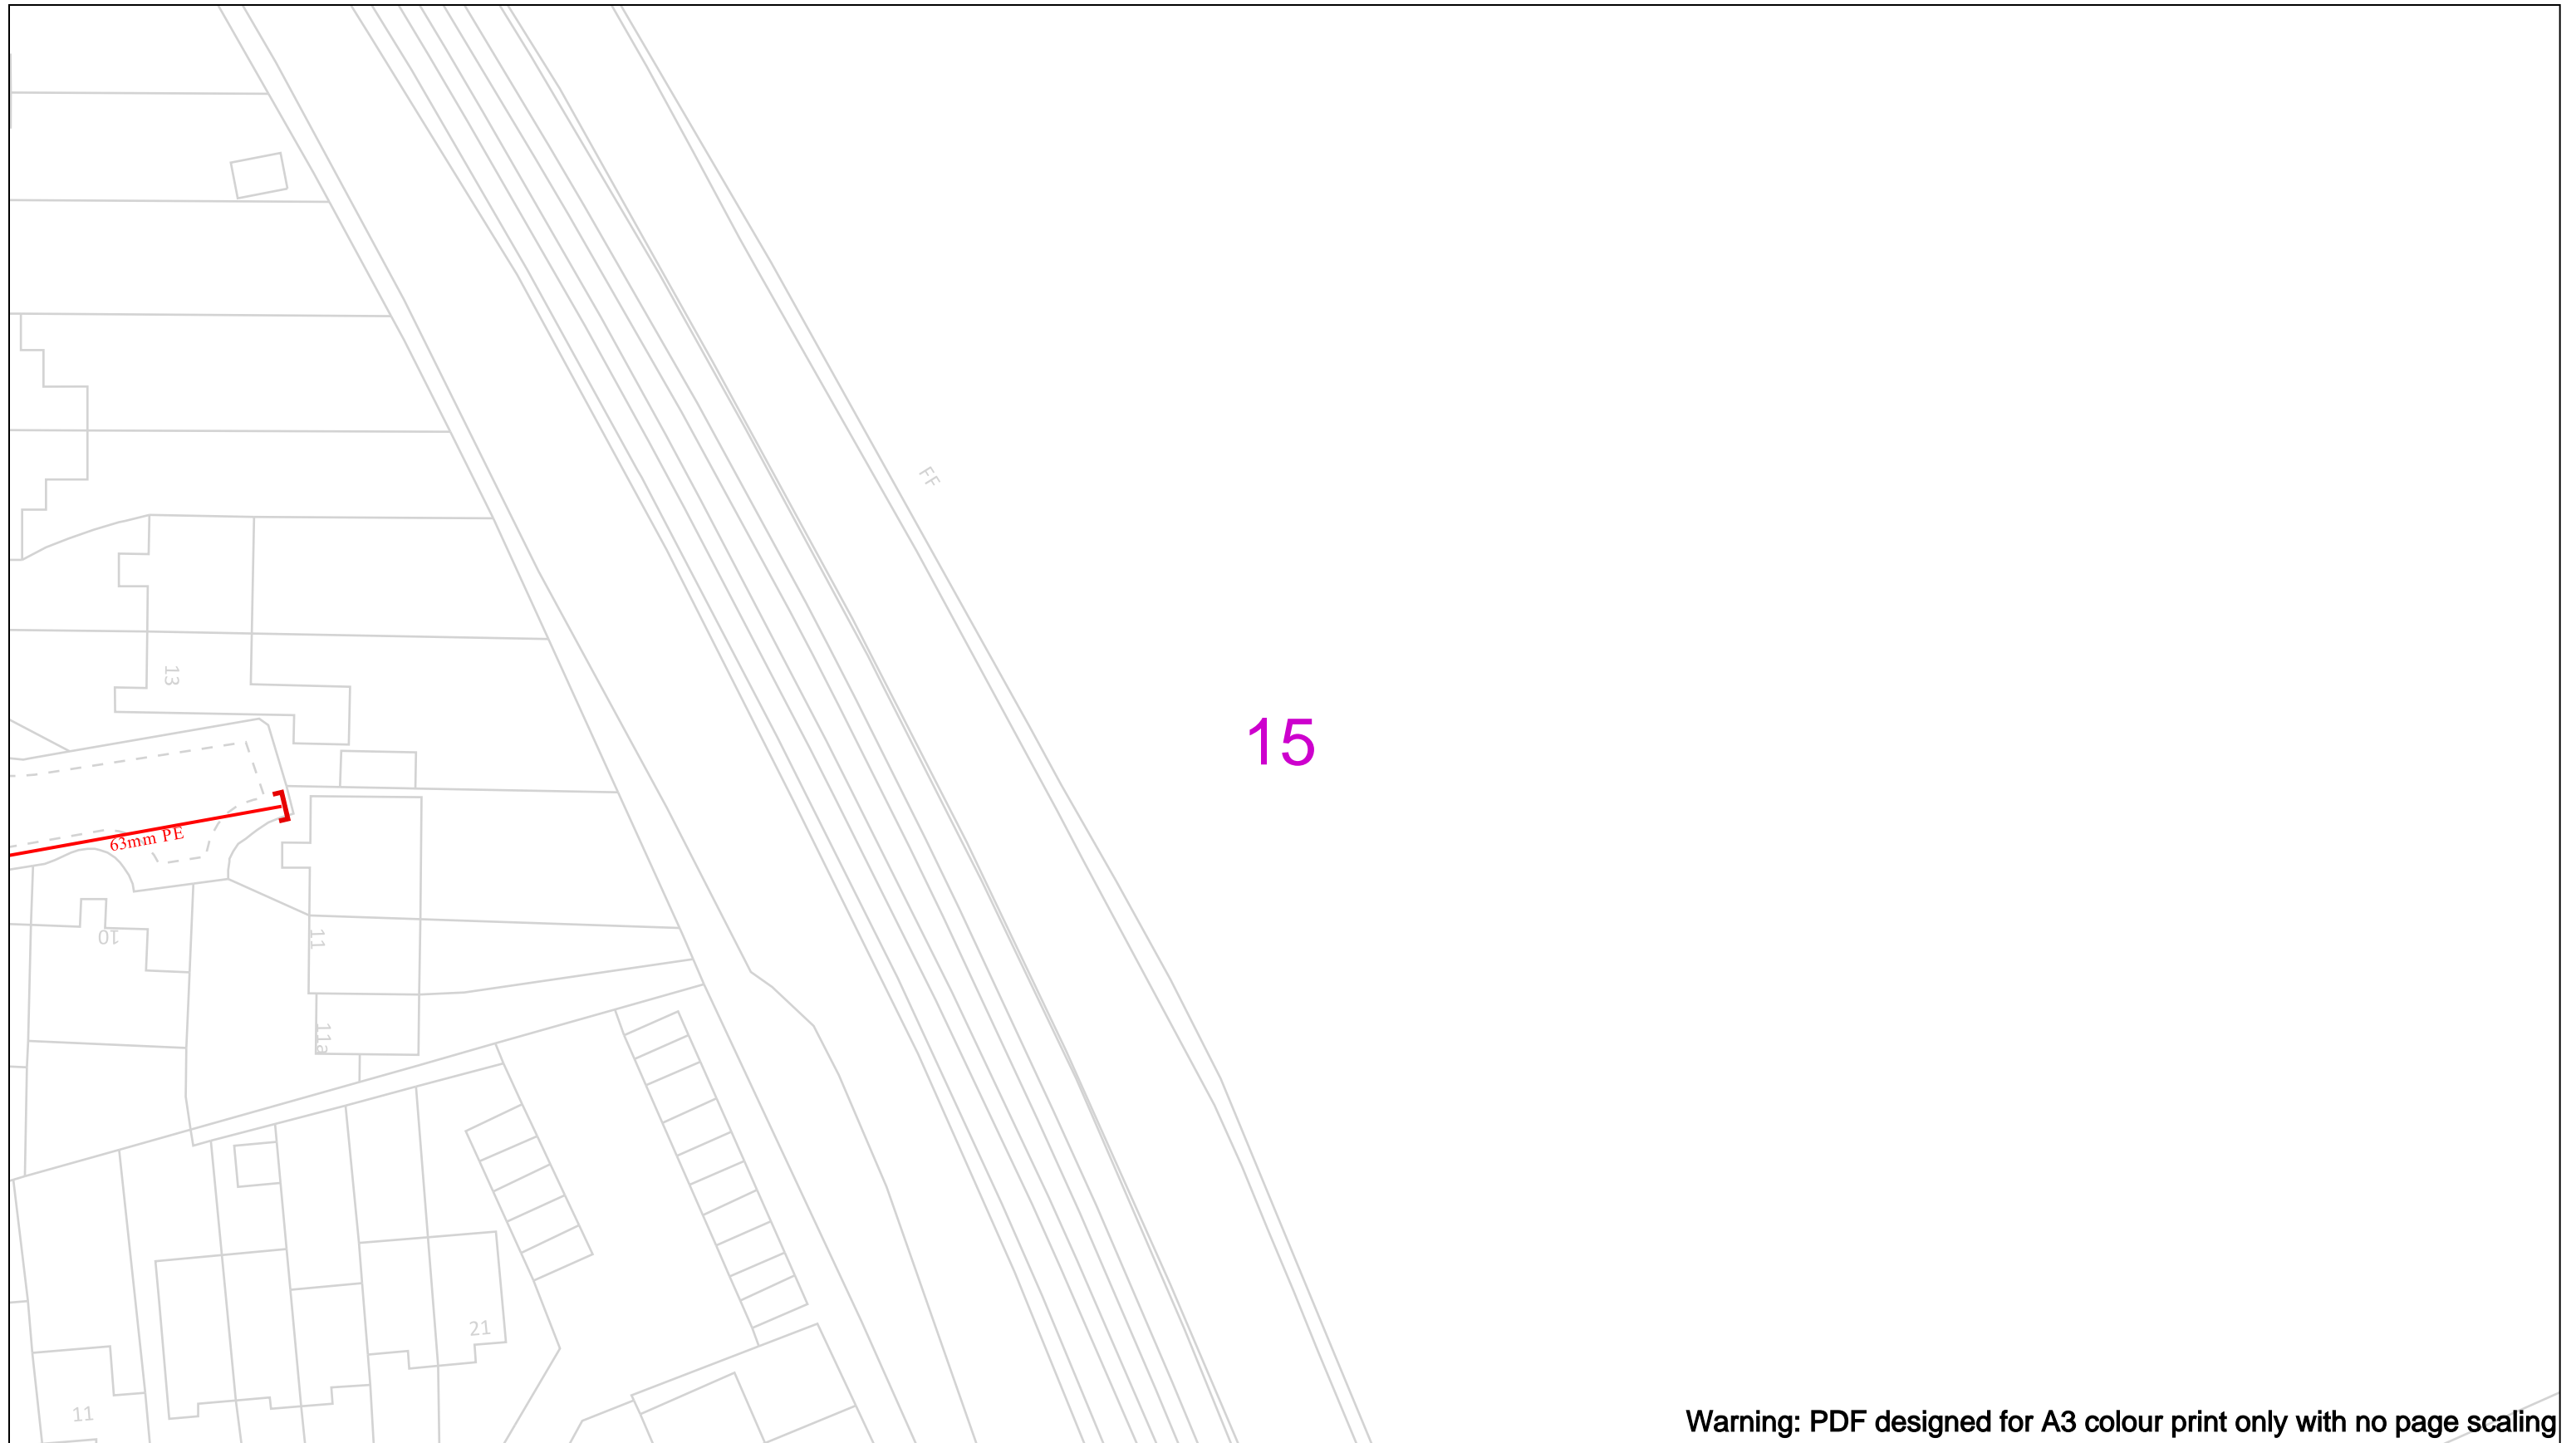 FF
13
15
63mm PE
10
11
11a
21
11
Warning: PDF designed for A3 colour print only with no page scaling